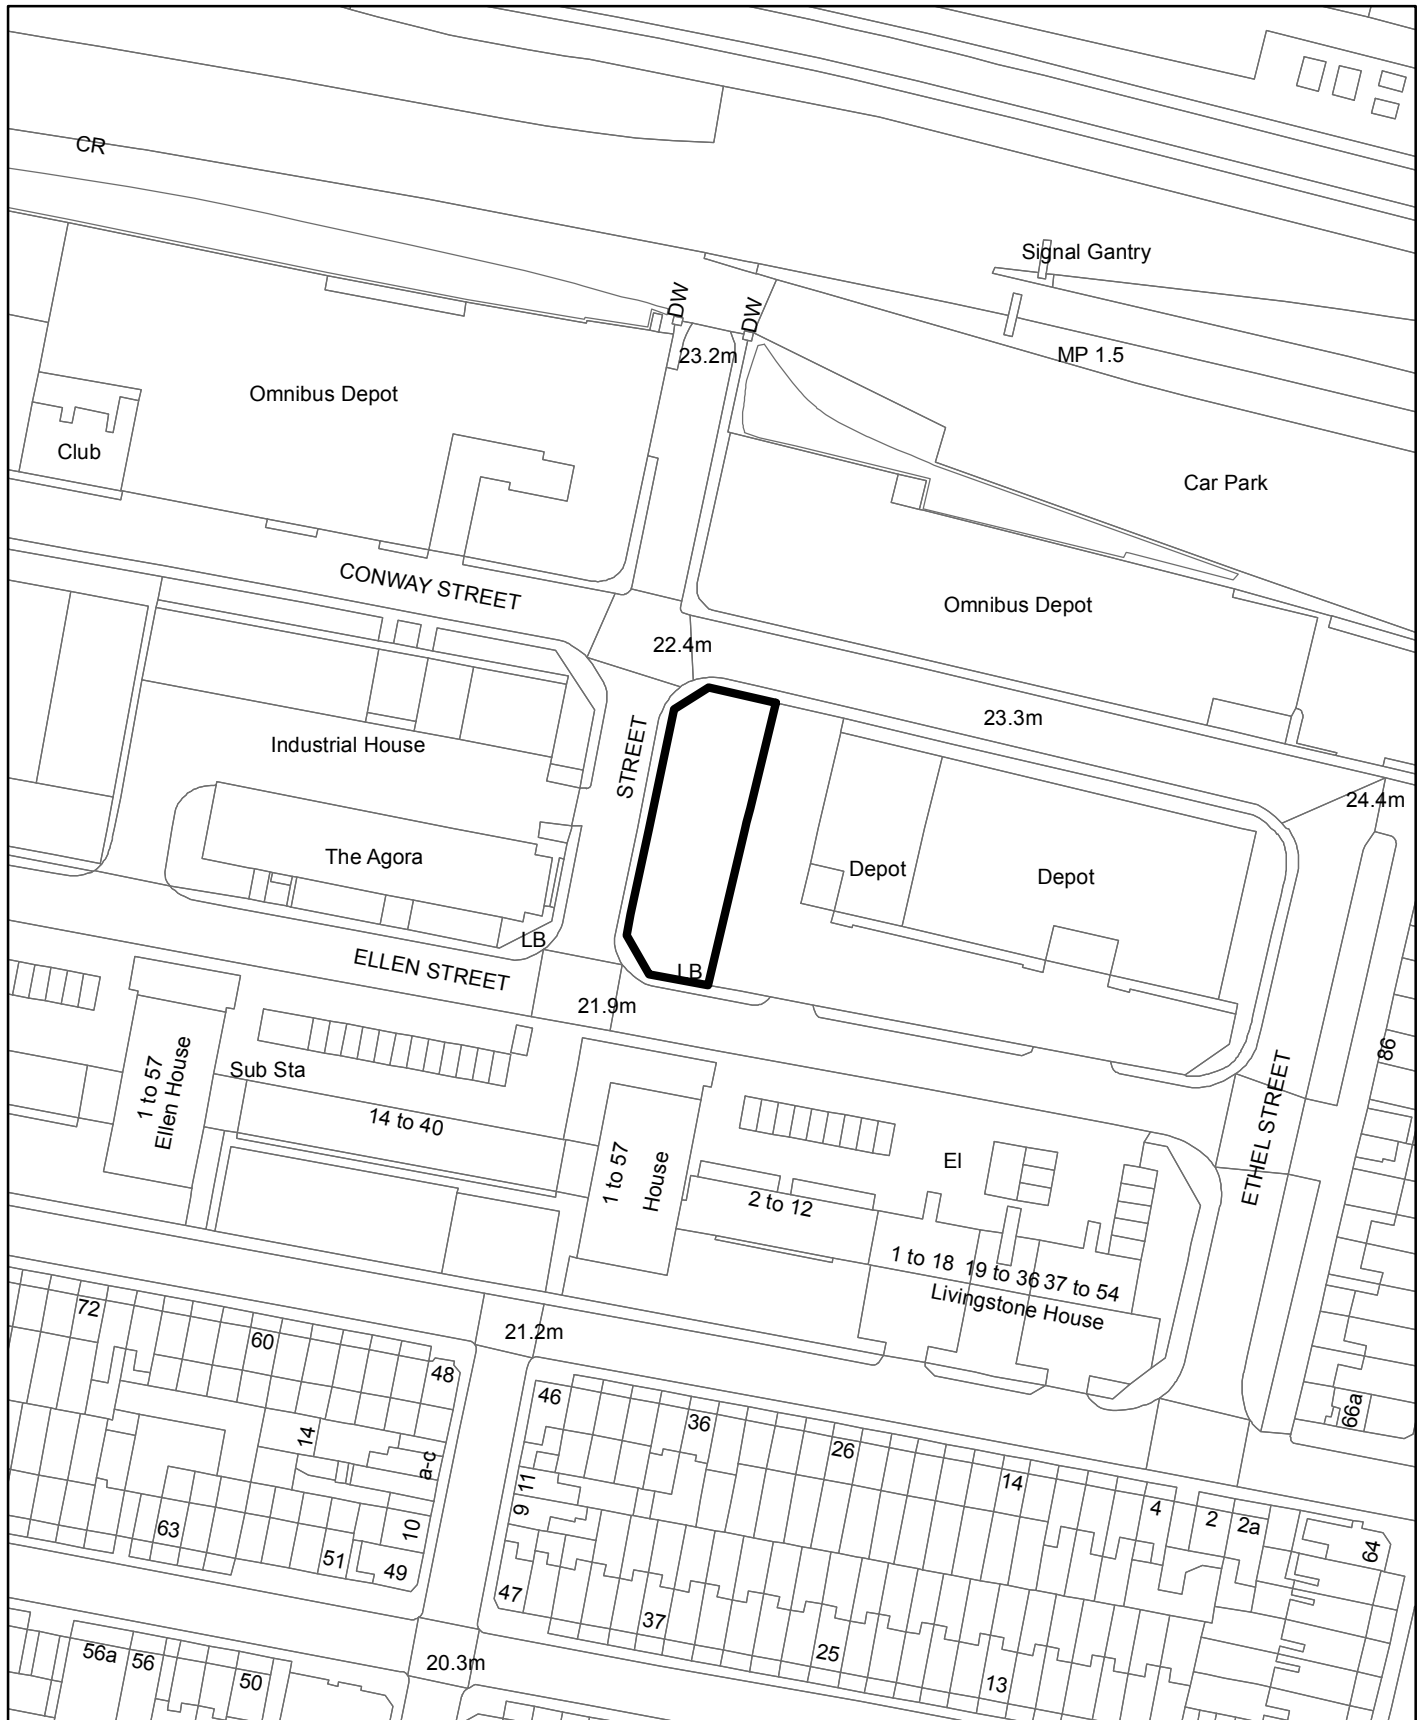 CR
Signal Gantry
DW
DW
23.2m
MP 1.5
Omnibus Depot
Club
Car Park
CONWAY STREET
Omnibus Depot
22.4m
23.3m
STREET
Industrial House
24.4m
The Agora
Depot
Depot
LB
ELLEN STREET
LB
21.9m
86
1 to 57
Ellen House
Sub Sta
14 to 40
ETHEL STREET
El
1 to 57
House
2 to 12
1 to 18
19 to 36
37 to 54
Livingstone House
72
60
21.2m
48
46
36
26
66a
14
a-c
11
9
14
4
2
2a
64
63
10
51
49
47
37
25
13
56a
56
50
20.3m